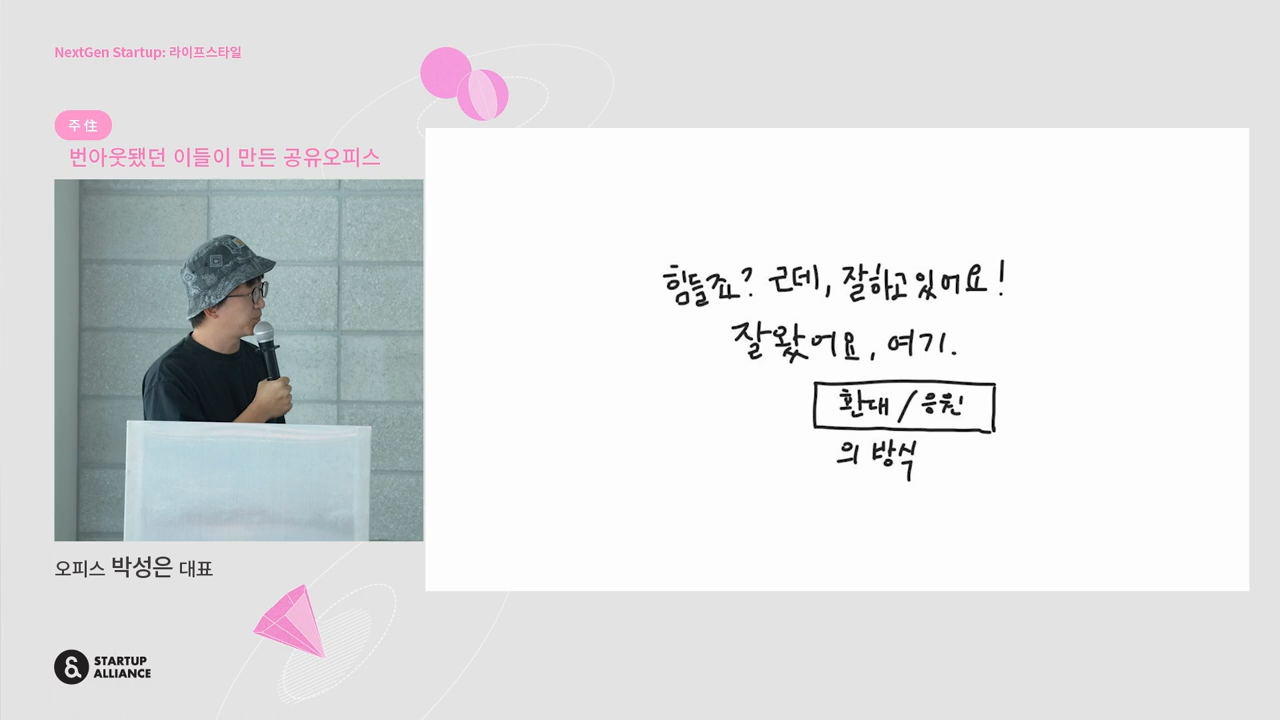 NextGen Startup: 라이프스타일
주 住
번아웃됐던 이들이 만든 공유오피스
힘들죠? 근데, 잘하고 있어요!
잘 왔어요, 여기.
환대 / 응원
의 방식
오피스 박성은 대표
STARTUP
ALLIANCE